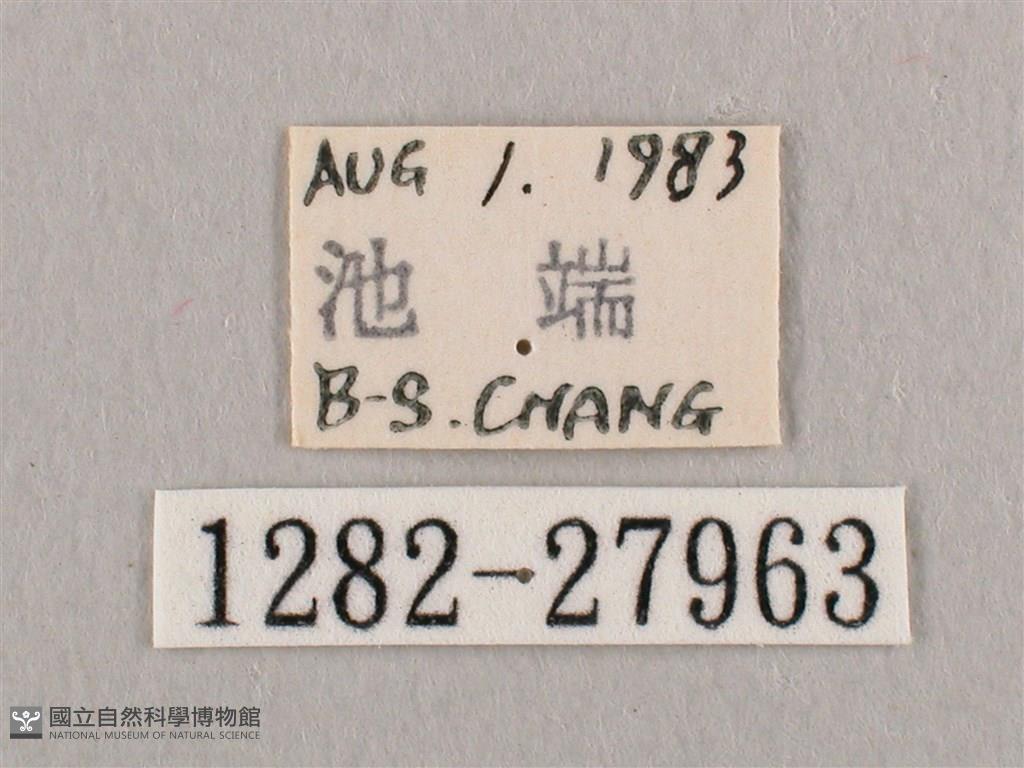 AUG 1. 1983
池 端
B-S. CHANG
1282-27963
國立自然科學博物館
NATIONAL MUSEUM OF NATURAL SCIENCE